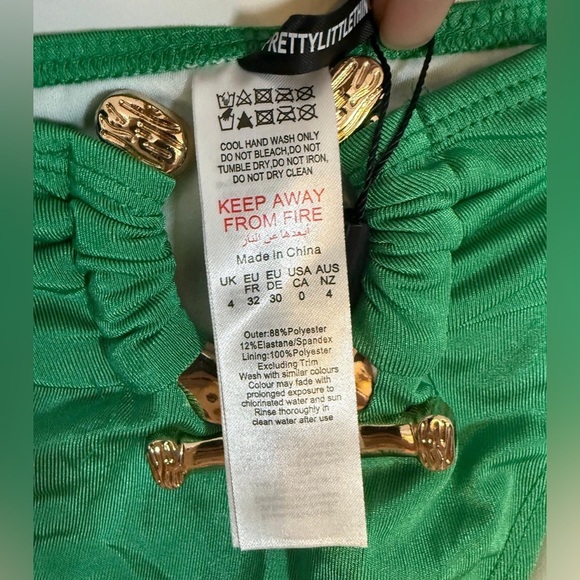 PRETTYLITTLETHIN
COOL HAND WASH ONLY
DO NOT BLEACH,DO NOT
TUMBLE DRY,DO NOT IRON,
DO NOT DRY CLEAN
KEEP AWAY
FROM FIRE
أبعدها عن النار
Made in China
UK EU EU USA AUS
FR DE CA NZ
4 32 30 0 4
Outer:88%Polyester
12%Elastane/Spandex
Lining:100%Polyester
Excluding Trim
Wash with similar colours
Colour may fade with
prolonged exposure to
chlorinated water and sun
Rinse thoroughly in
clean water after use